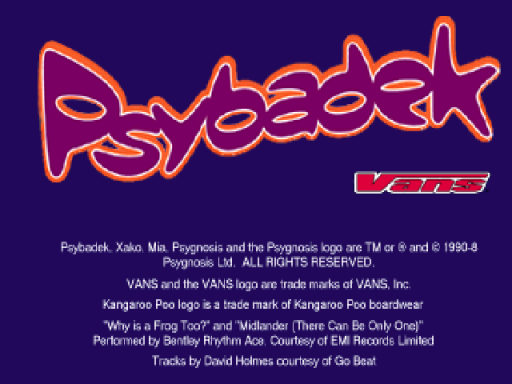 Psybadek
Vans
Psybadek, Xako, Mia, Psygnosis and the Psygnosis logo are TM or ® and © 1990-8
Psygnosis Ltd. ALL RIGHTS RESERVED.
VANS and the VANS logo are trade marks of VANS, Inc.
Kangaroo Poo logo is a trade mark of Kangaroo Poo boardwear
"Why is a Frog Too?" and "Midlander (There Can Be Only One)"
Performed by Bentley Rhythm Ace. Courtesy of EMI Records Limited
Tracks by David Holmes courtesy of Go Beat